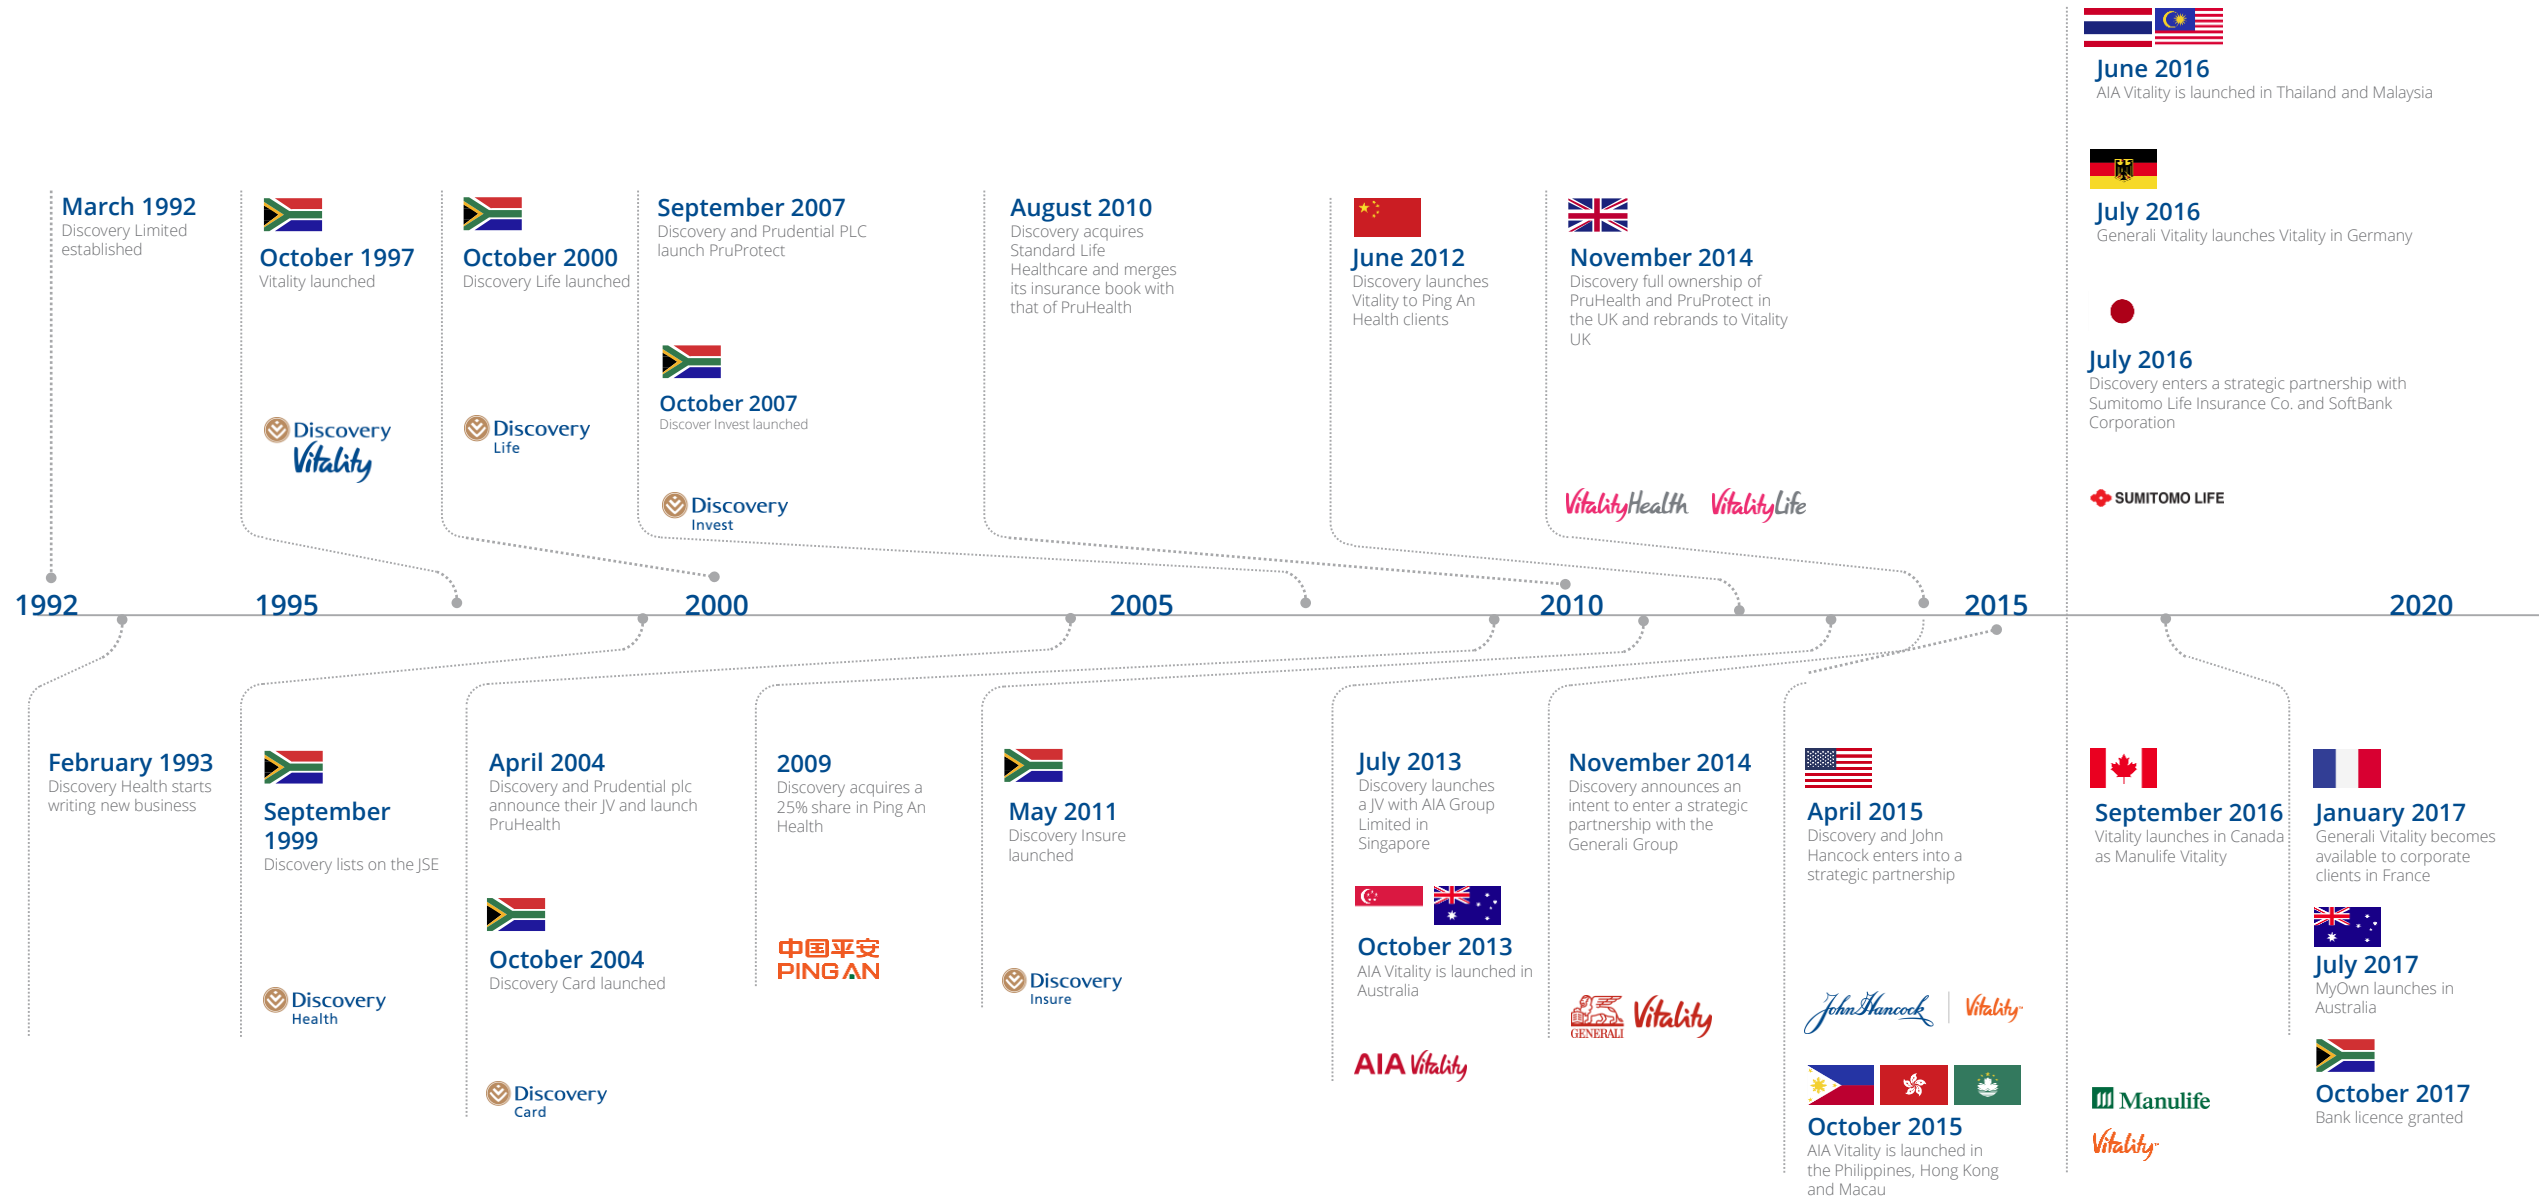 June 2016
AIA Vitality is launched in Thailand and Malaysia
July 2016
Generali Vitality launches Vitality in Germany
July 2016
Discovery enters a strategic partnership with
Sumitomo Life Insurance Co. and SoftBank
Corporation
SUMITOMO LIFE
March 1992
Discovery Limited
established
October 1997
Vitality launched
Discovery
Vitality
October 2000
Discovery Life launched
Discovery
Life
September 2007
Discovery and Prudential PLC
launch PruProtect
October 2007
Discover Invest launched
Discovery
Invest
August 2010
Discovery acquires
Standard Life
Healthcare and merges
its insurance book with
that of PruHealth
June 2012
Discovery launches
Vitality to Ping An
Health clients
November 2014
Discovery full ownership of
PruHealth and PruProtect in
the UK and rebrands to Vitality
UK
VitalityHealth VitalityLife
1992 1995 2000 2005 2010 2015 2020
February 1993
Discovery Health starts
writing new business
September
1999
Discovery lists on the JSE
Discovery
Health
April 2004
Discovery and Prudential plc
announce their JV and launch
PruHealth
October 2004
Discovery Card launched
Discovery
Card
2009
Discovery acquires a
25% share in Ping An
Health
中国平安
PING AN
May 2011
Discovery Insure
launched
Discovery
Insure
July 2013
Discovery launches
a JV with AIA Group
Limited in
Singapore
October 2013
AIA Vitality is launched in
Australia
AIA Vitality
November 2014
Discovery announces an
intent to enter a strategic
partnership with the
Generali Group
GENERALI Vitality
April 2015
Discovery and John
Hancock enters into a
strategic partnership
John Hancock Vitality™
October 2015
AIA Vitality is launched in
the Philippines, Hong Kong
and Macau
September 2016
Vitality launches in Canada
as Manulife Vitality
Manulife
Vitality™
January 2017
Generali Vitality becomes
available to corporate
clients in France
July 2017
MyOwn launches in
Australia
October 2017
Bank licence granted